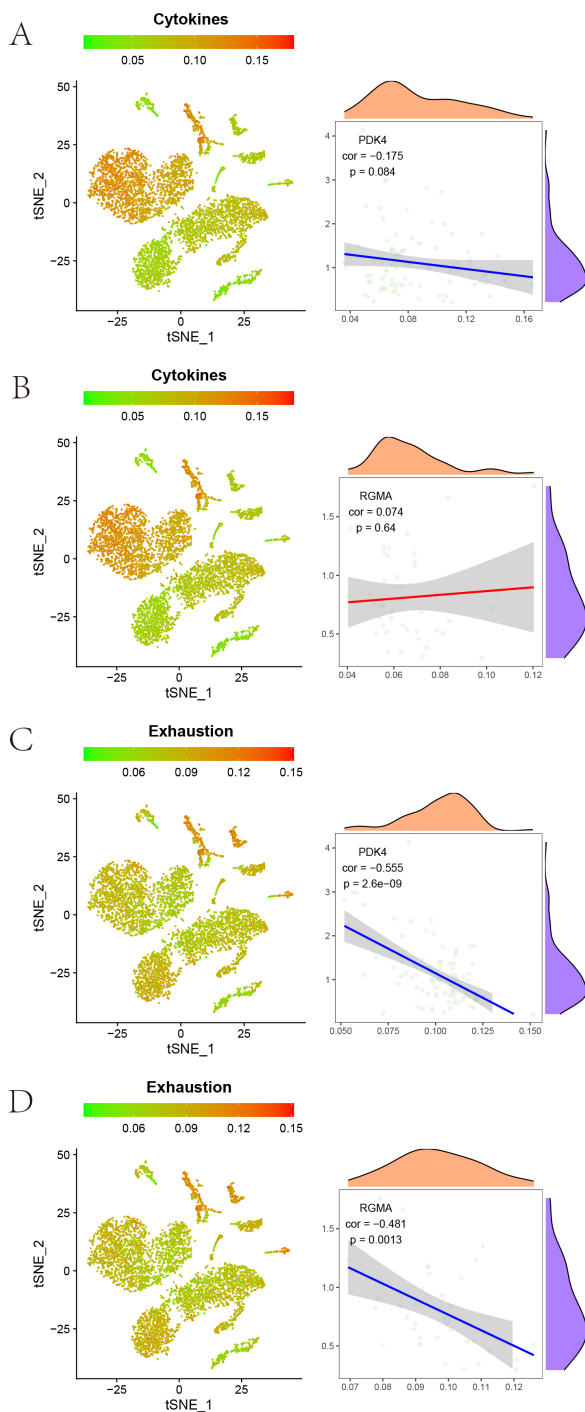 A
Cytokines
0.05 0.10 0.15
50
25
0
−25
tSNE_2
−25 0 25
tSNE_1
PDK4
cor = −0.175
p = 0.084
4
3
2
1
0.04 0.08 0.12 0.16
B
Cytokines
0.05 0.10 0.15
50
25
0
−25
tSNE_2
−25 0 25
tSNE_1
RGMA
cor = 0.074
p = 0.64
1.5
1.0
0.5
0.04 0.06 0.08 0.10 0.12
C
Exhaustion
0.06 0.09 0.12 0.15
50
25
0
−25
tSNE_2
−25 0 25
tSNE_1
PDK4
cor = −0.555
p = 2.6e−09
4
3
2
1
0.050 0.075 0.100 0.125 0.150
D
Exhaustion
0.06 0.09 0.12 0.15
50
25
0
−25
tSNE_2
−25 0 25
tSNE_1
RGMA
cor = −0.481
p = 0.0013
1.5
1.0
0.5
0.07 0.08 0.09 0.10 0.11 0.12